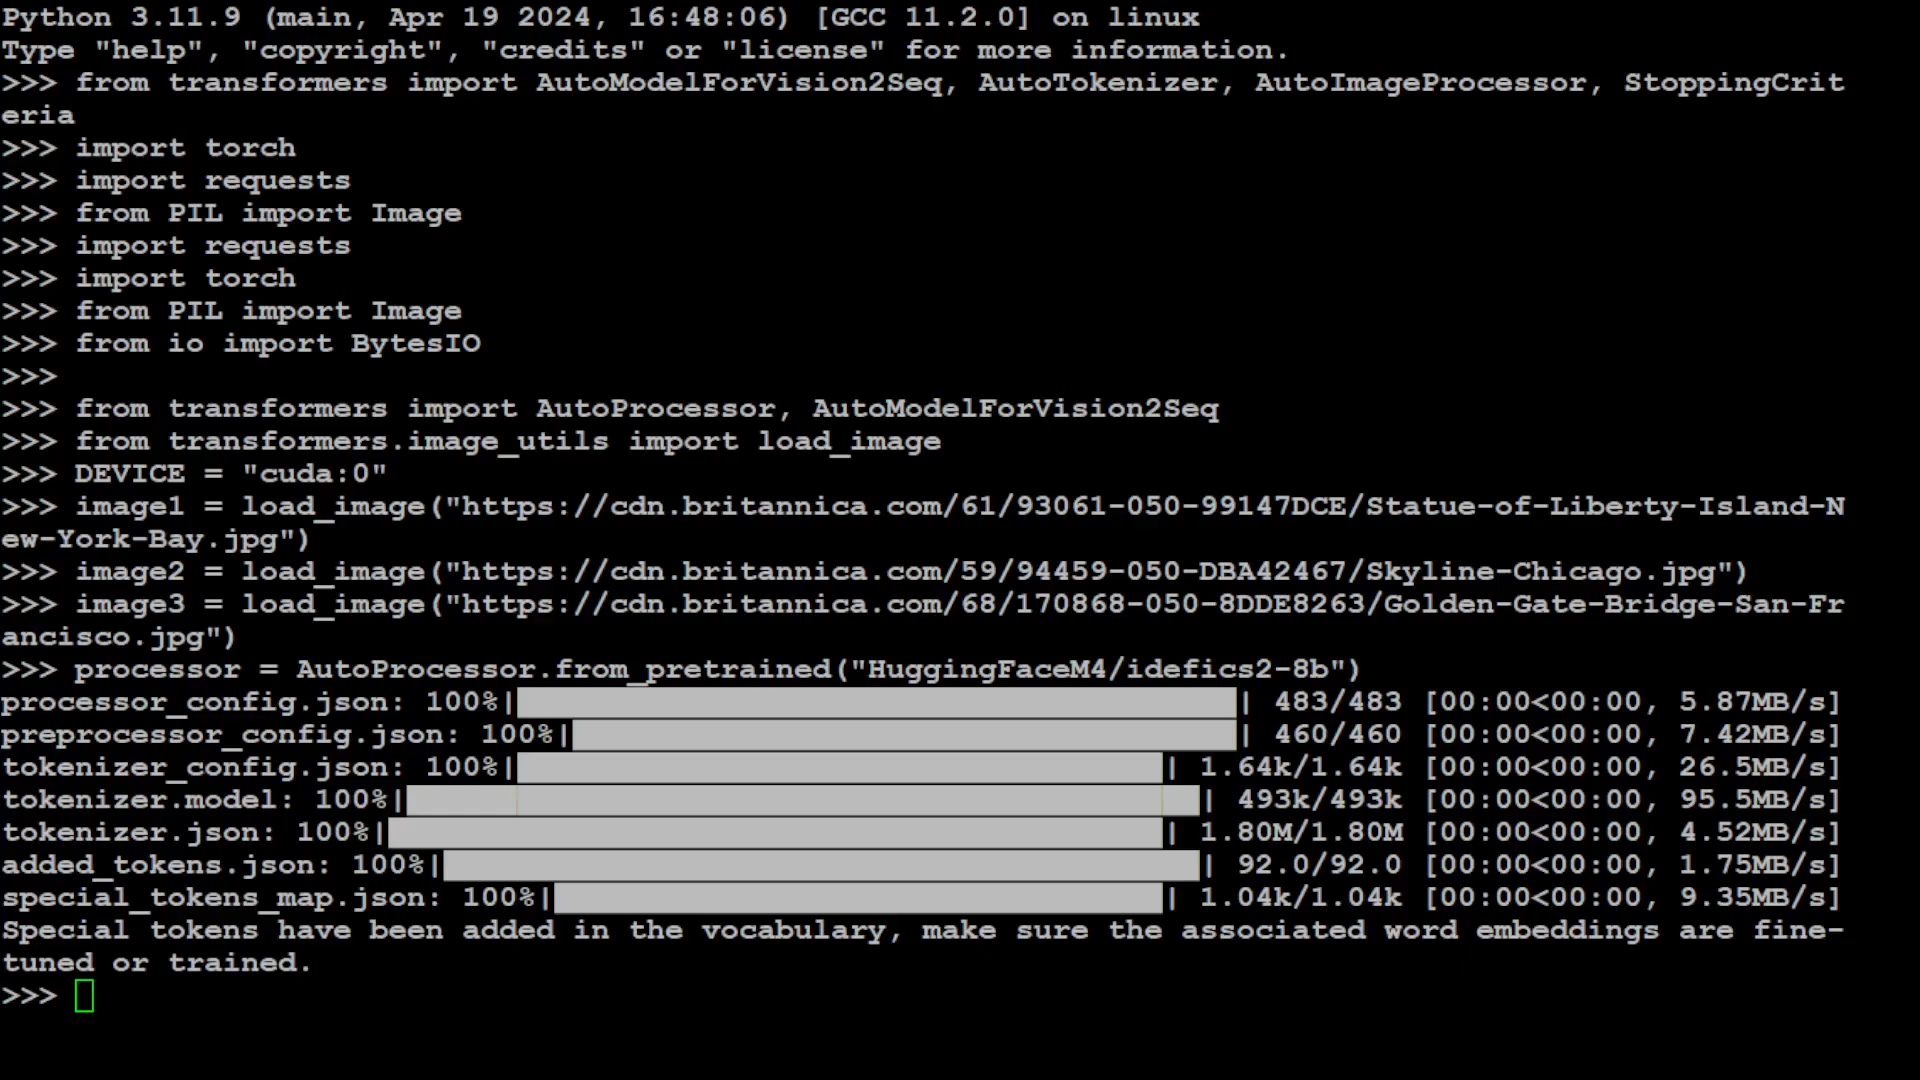 Python 3.11.9 (main, Apr 19 2024, 16:48:06) [GCC 11.2.0] on linux
Type "help", "copyright", "credits" or "license" for more information.
>>> from transformers import AutoModelForVision2Seq, AutoTokenizer, AutoImageProcessor, StoppingCrit
eria
>>> import torch
>>> import requests
>>> from PIL import Image
>>> import requests
>>> import torch
>>> from PIL import Image
>>> from io import BytesIO
>>>
>>> from transformers import AutoProcessor, AutoModelForVision2Seq
>>> from transformers.image_utils import load_image
>>> DEVICE = "cuda:0"
>>> image1 = load_image("https://cdn.britannica.com/61/93061-050-99147DCE/Statue-of-Liberty-Island-N
ew-York-Bay.jpg")
>>> image2 = load_image("https://cdn.britannica.com/59/94459-050-DBA42467/Skyline-Chicago.jpg")
>>> image3 = load_image("https://cdn.britannica.com/68/170868-050-8DDE8263/Golden-Gate-Bridge-San-Fr
ancisco.jpg")
>>> processor = AutoProcessor.from_pretrained("HuggingFaceM4/idefics2-8b")
processor_config.json: 100%| | 483/483 [00:00<00:00, 5.87MB/s]
preprocessor_config.json: 100%| | 460/460 [00:00<00:00, 7.42MB/s]
tokenizer_config.json: 100%| | 1.64k/1.64k [00:00<00:00, 26.5MB/s]
tokenizer.model: 100%| | 493k/493k [00:00<00:00, 95.5MB/s]
tokenizer.json: 100%| | 1.80M/1.80M [00:00<00:00, 4.52MB/s]
added_tokens.json: 100%| | 92.0/92.0 [00:00<00:00, 1.75MB/s]
special_tokens_map.json: 100%| | 1.04k/1.04k [00:00<00:00, 9.35MB/s]
Special tokens have been added in the vocabulary, make sure the associated word embeddings are fine-
tuned or trained.
>>>